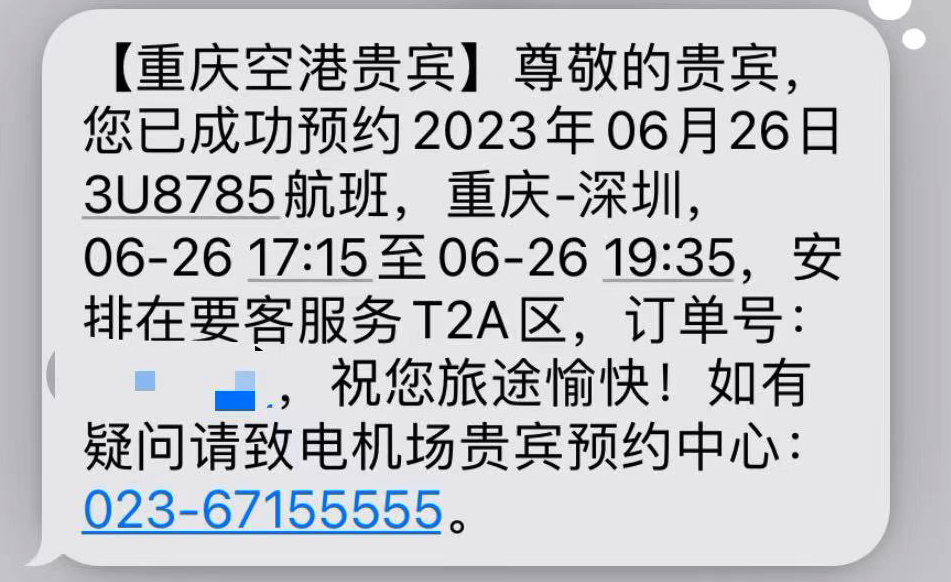 【重庆空港贵宾】尊敬的贵宾，
您已成功预约2023年06月26日
3U8785航班，重庆-深圳，
06-26 17:15至06-26 19:35，安
排在要客服务T2A区，订单号：
，祝您旅途愉快！如有
疑问请致电机场贵宾预约中心：
023-67155555。